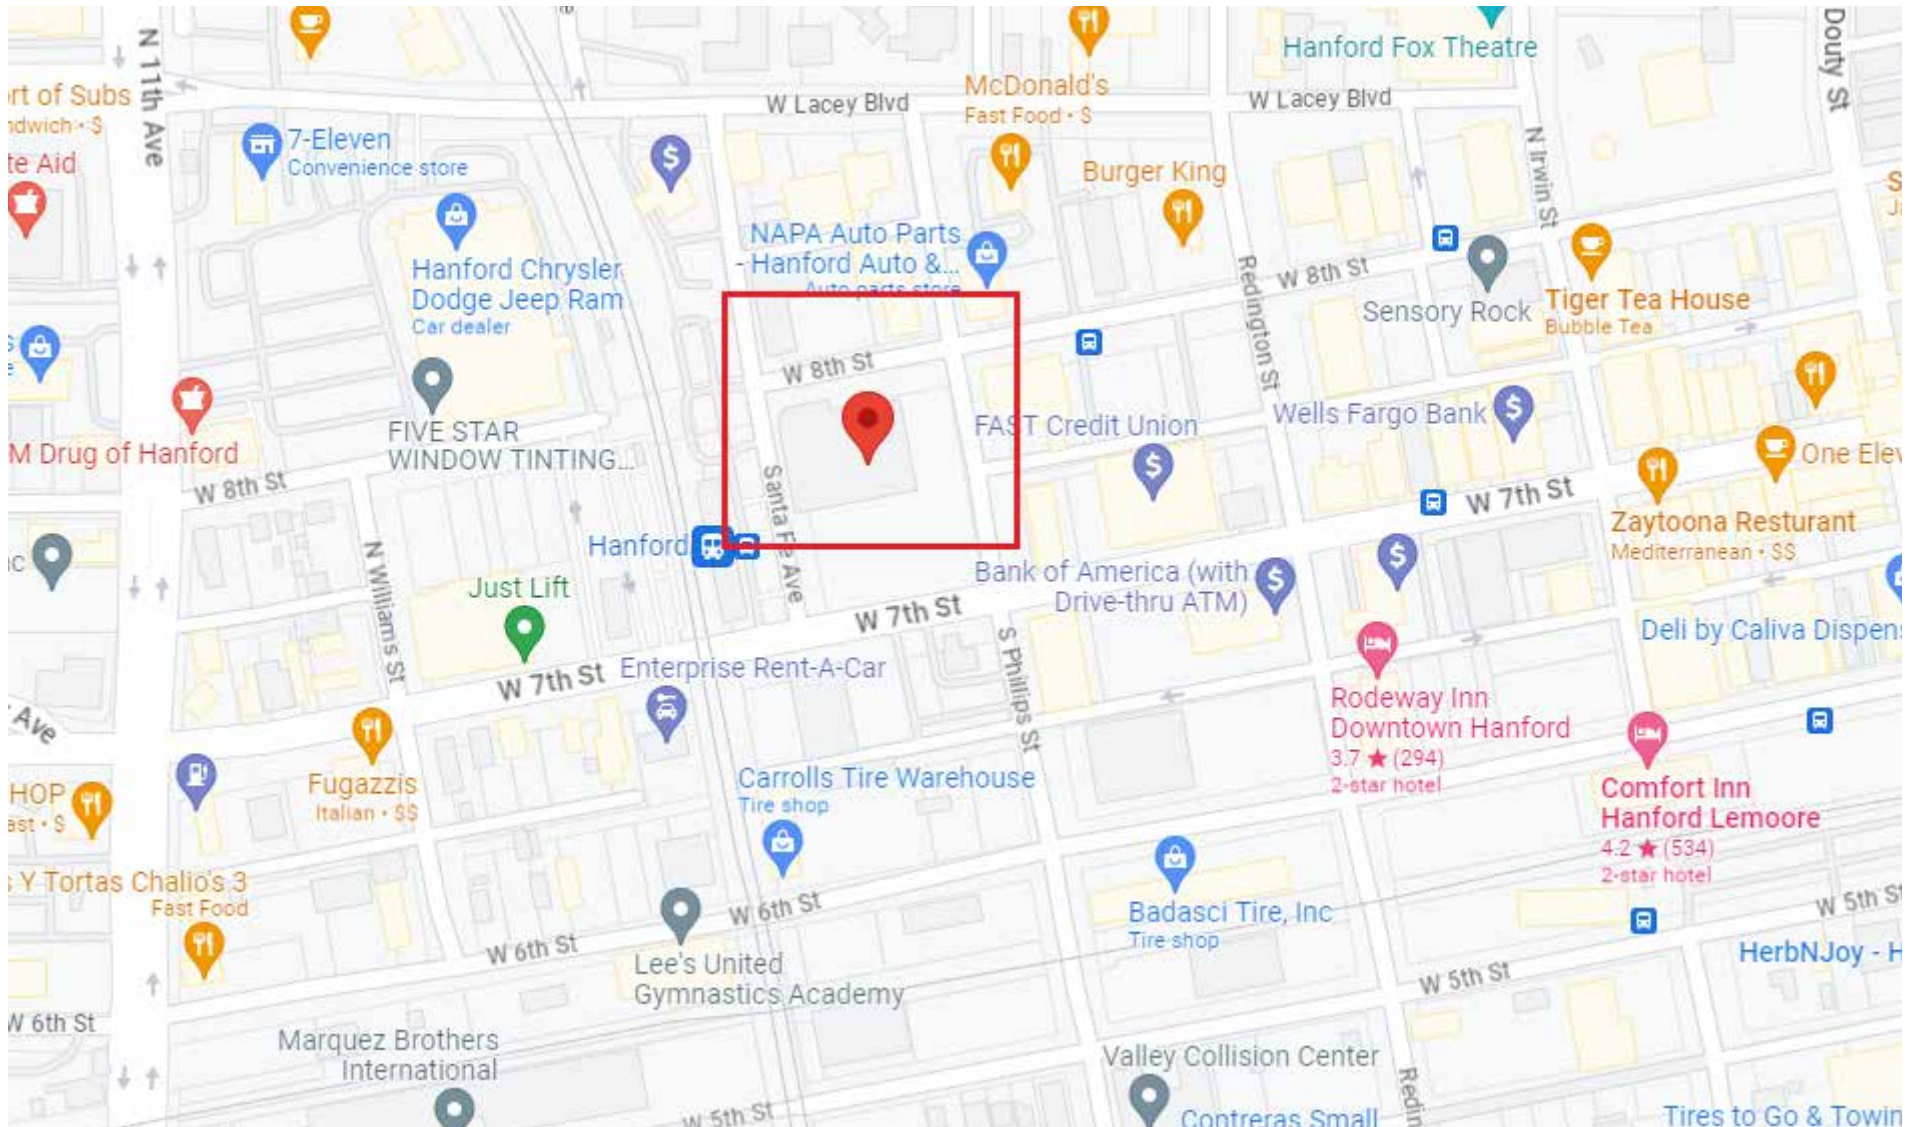 N 11th Ave
rt of Subs
ndwich • $
te Aid
7-Eleven
Convenience store
W Lacey Blvd
McDonald's
Fast Food • $
W Lacey Blvd
Hanford Fox Theatre
Douty St
N Irwin St
Burger King
Hanford Chrysler
Dodge Jeep Ram
Car dealer
NAPA Auto Parts
- Hanford Auto &...
Auto parts store
Redington St
W 8th St
Sensory Rock
Tiger Tea House
Bubble Tea
W 8th St
M Drug of Hanford
FIVE STAR
WINDOW TINTING...
W 8th St
Santa Fe Ave
FAST Credit Union
Wells Fargo Bank
One Elev
W 7th St
Zaytoona Resturant
Mediterranean • $$
Hanford
N Williams St
Just Lift
Bank of America (with
Drive-thru ATM)
W 7th St
S Phillips St
Deli by Caliva Dispens
W 7th St
Enterprise Rent-A-Car
Rodeway Inn
Downtown Hanford
3.7 ★ (294)
2-star hotel
Ave
HOP
ast • $
Fugazzis
Italian • $$
Carrolls Tire Warehouse
Tire shop
Comfort Inn
Hanford Lemoore
4.2 ★ (534)
2-star hotel
s Y Tortas Chalio's 3
Fast Food
W 6th St
W 6th St
Lee's United
Gymnastics Academy
Badasci Tire, Inc
Tire shop
W 5th St
HerbNJoy - H
W 5th St
W 6th St
Marquez Brothers
International
W 5th St
Valley Collision Center
Contreras Small
Redin
Tires to Go & Towin